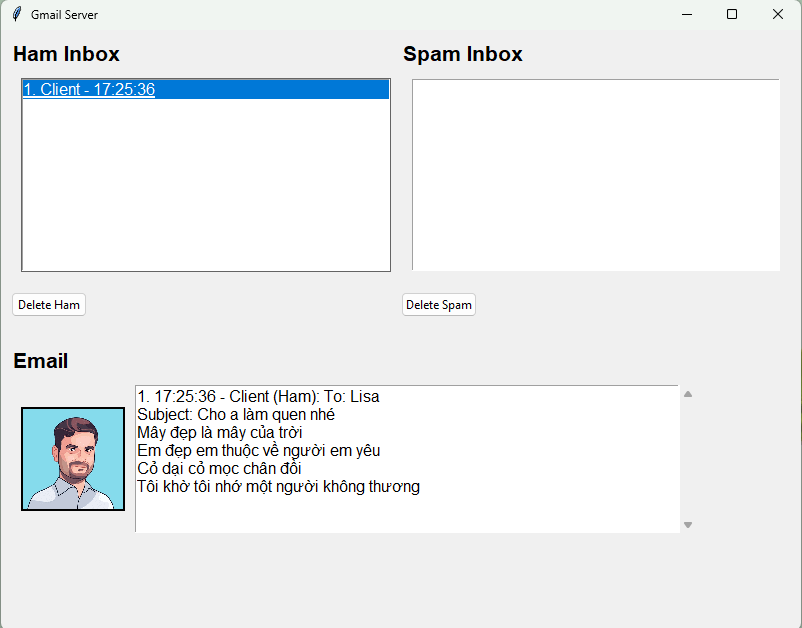 Gmail Server
Ham Inbox
Spam Inbox
1. Client - 17:25:36
Delete Ham
Delete Spam
Email
1. 17:25:36 - Client (Ham): To: Lisa
Subject: Cho a làm quen nhé
Mây đẹp là mây của trời
Em đẹp em thuộc về người em yêu
Cỏ dại cỏ mọc chân đồi
Tôi khờ tôi nhớ một người không thương